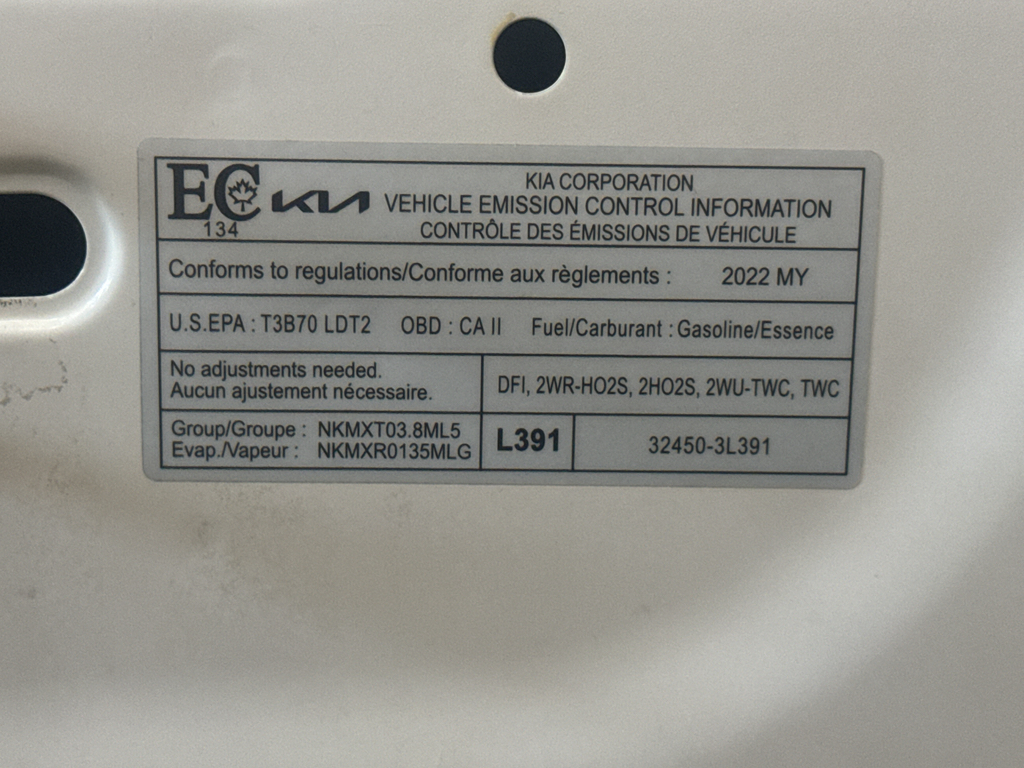 EC KIA
134
KIA CORPORATION
VEHICLE EMISSION CONTROL INFORMATION
CONTRÔLE DES ÉMISSIONS DE VÉHICULE
Conforms to regulations/Conforme aux règlements : 2022 MY
U.S.EPA : T3B70 LDT2 OBD : CA II Fuel/Carburant : Gasoline/Essence
No adjustments needed.
Aucun ajustement nécessaire.
DFI, 2WR-HO2S, 2HO2S, 2WU-TWC, TWC
Group/Groupe : NKMXT03.8ML5
Evap./Vapeur : NKMXR0135MLG
L391
32450-3L391